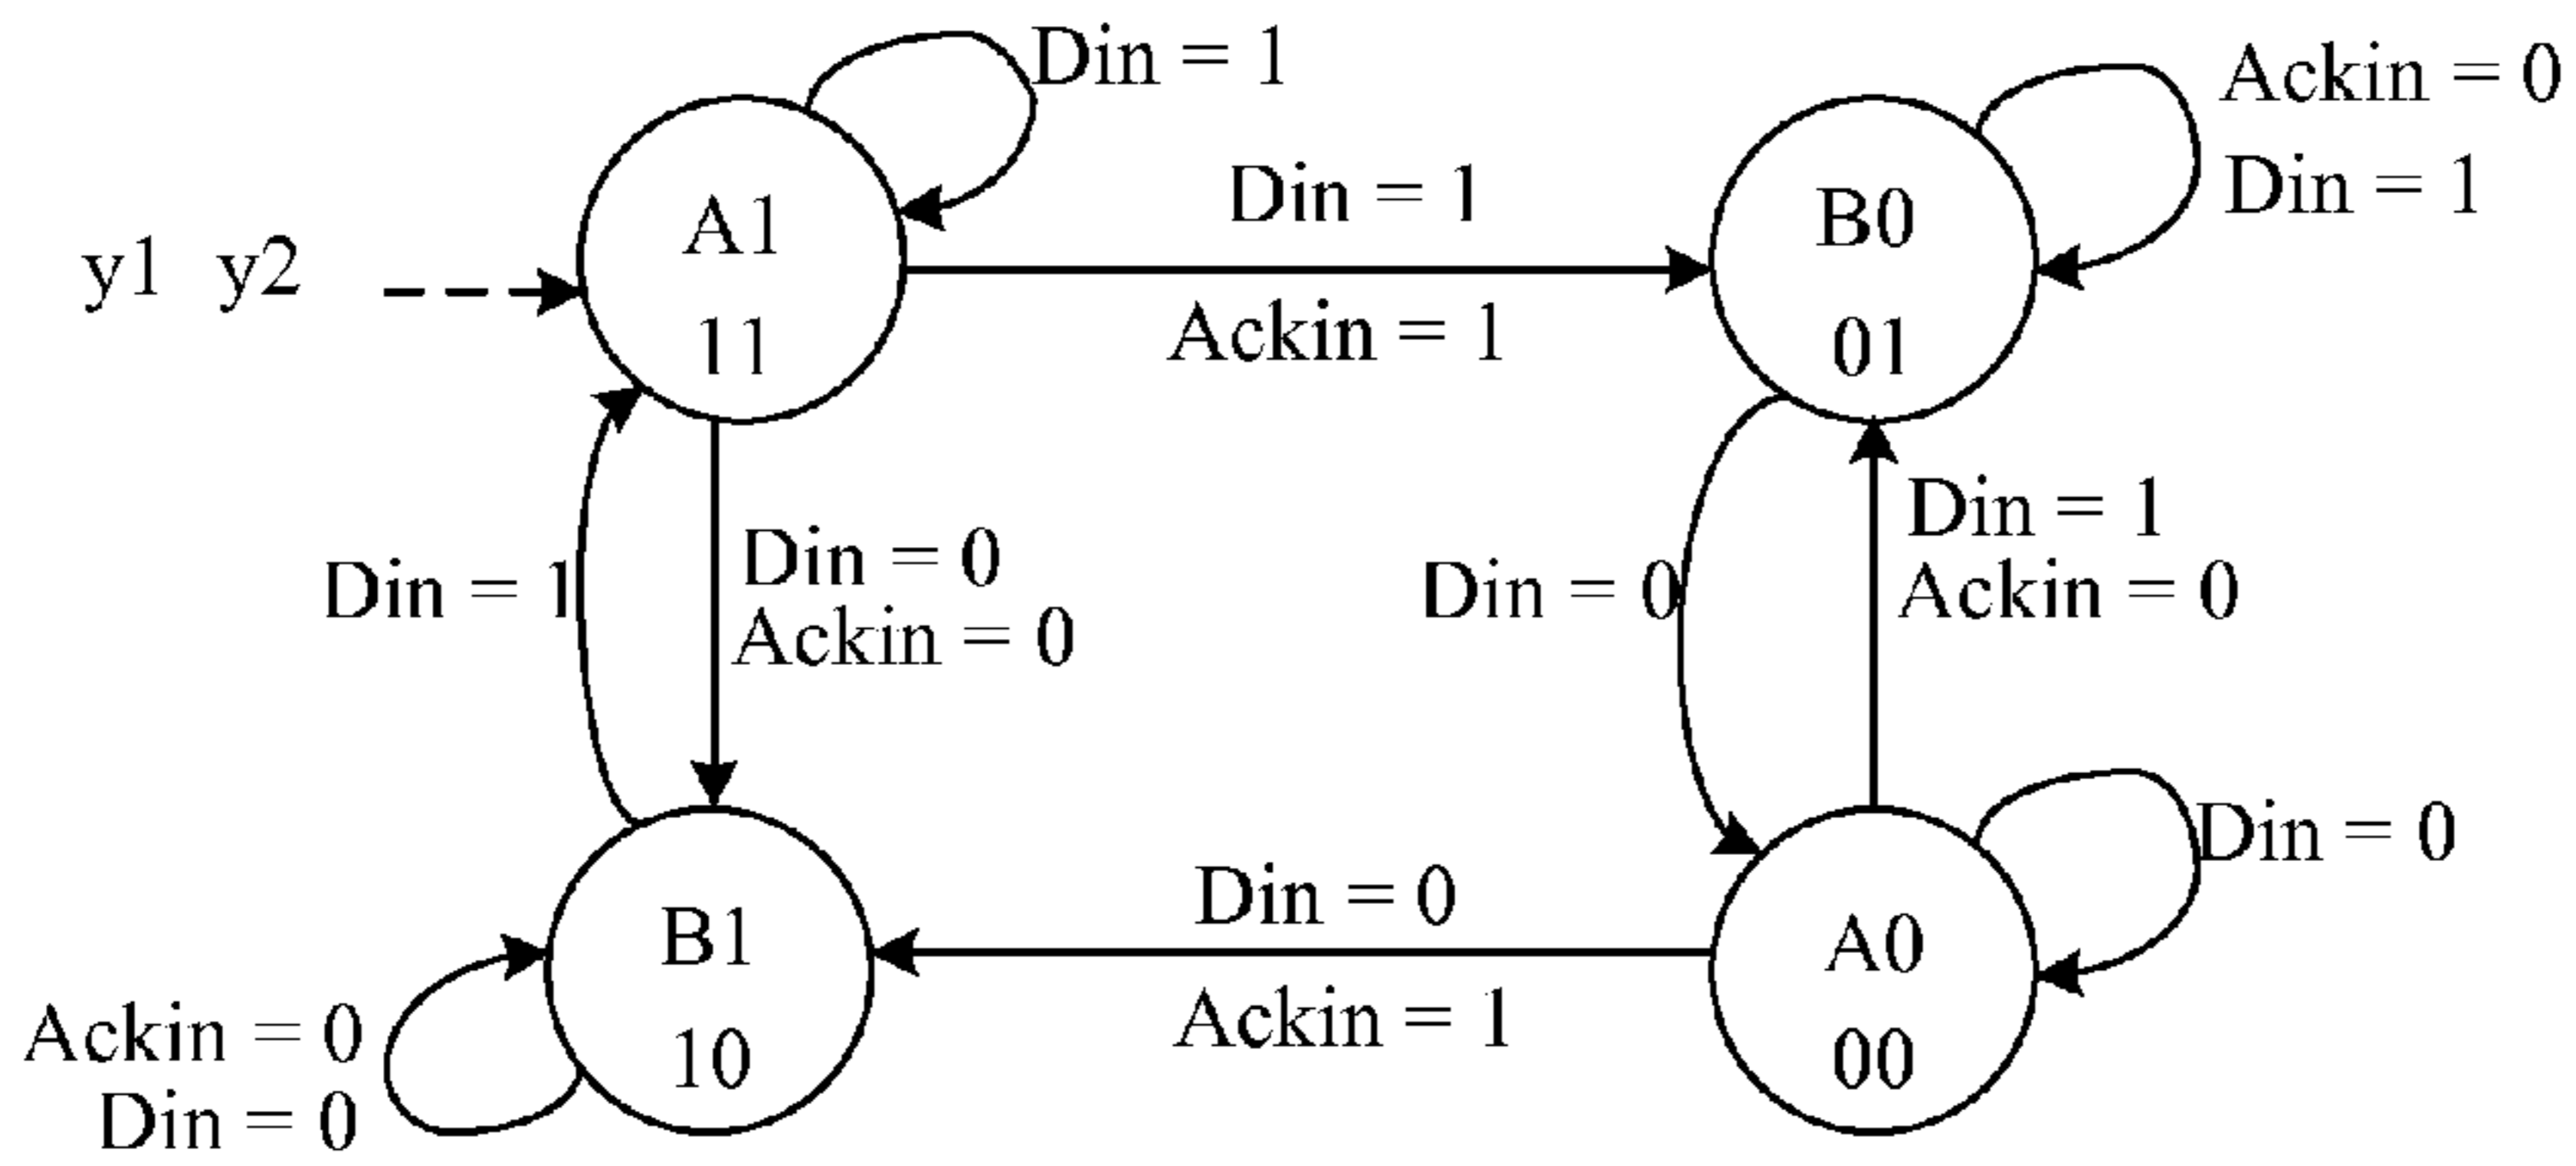 Din = 1
Ackin = 0
Din = 1
Din = 1
A1
11
B0
01
y1 y2
Ackin = 1
Din = 1
Din = 0
Ackin = 0
Din = 0
Din = 1
Ackin = 0
Din = 0
Din = 0
B1
10
A0
00
Ackin = 0
Din = 0
Ackin = 1